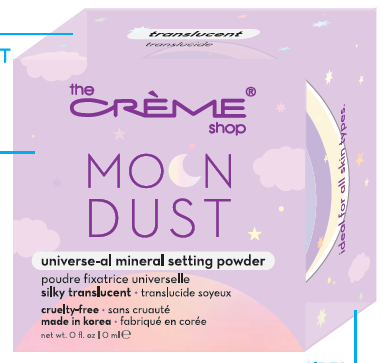 translucent
translucide
T
the
CRÈME®
shop
MOON
DUST
ideal for all skin types.
universe-al mineral setting powder
poudre fixatrice universelle
silky translucent • translucide soyeux
cruelty-free • sans cruauté
made in korea • fabriqué en corée
net wt. 0 fl. oz | 0 ml ℮